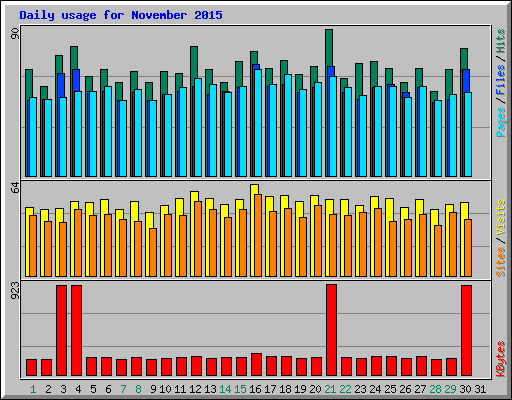 Daily usage for November 2015
90
Pages / Files / Hits
64
Sites / Visits
923
KBytes
1 2 3 4 5 6 7 8 9 10 11 12 13 14 15 16 17 18 19 20 21 22 23 24 25 26 27 28 29 30 31